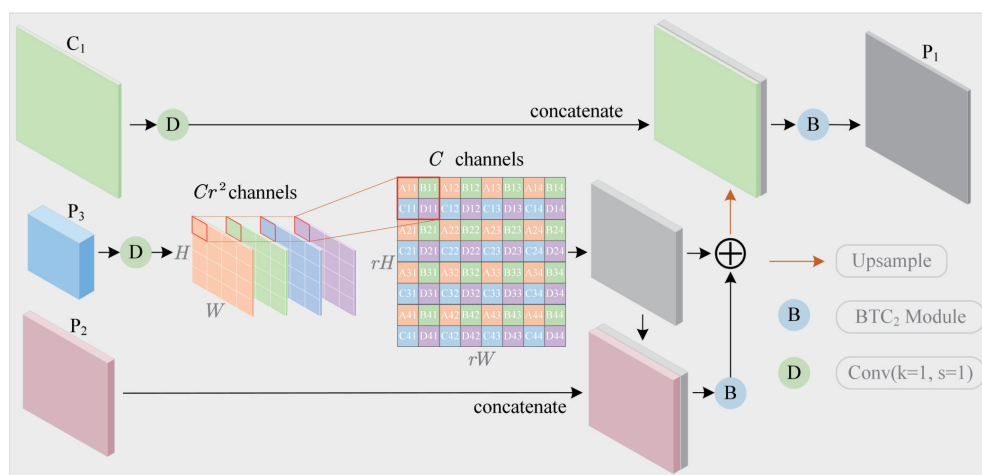 C₁
D
concatenate
B
P₁
P₃
D
Cr² channels
H
W
C channels
A11 B11 A12 B12 A13 B13 A14 B14
C11 D11 C12 D12 C13 D13 C14 D14
A21 B21 A22 B22 A23 B23 A24 B24
C21 D21 C22 D22 C23 D23 C24 D24
A31 B31 A32 B32 A33 B33 A34 B34
C31 D31 C32 D32 C33 D33 C34 D34
A41 B41 A42 B42 A43 B43 A44 B44
C41 D41 C42 D42 C43 D43 C44 D44
rH
rW
Upsample
B
BTC₂ Module
D
Conv(k=1, s=1)
P₂
concatenate
B